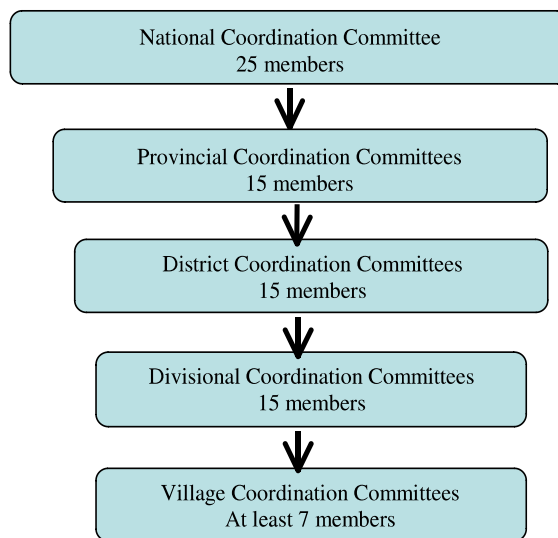 National Coordination Committee
25 members
Provincial Coordination Committees
15 members
District Coordination Committees
15 members
Divisional Coordination Committees
15 members
Village Coordination Committees
At least 7 members